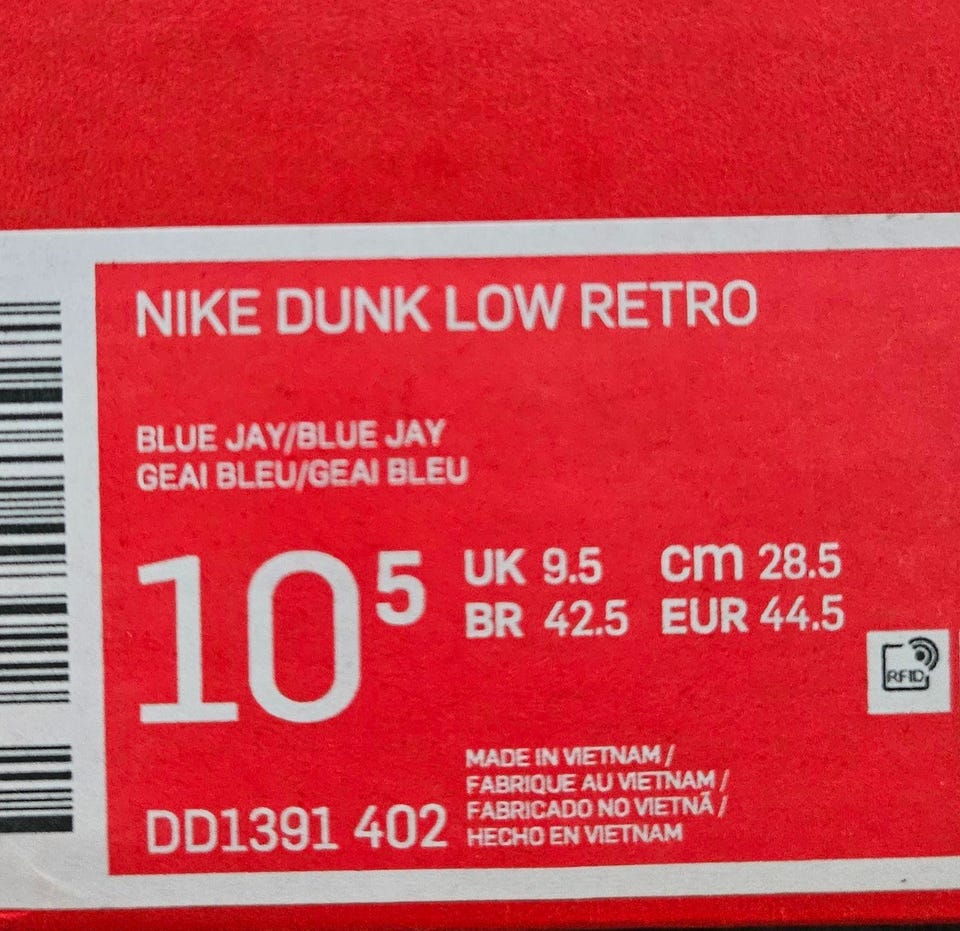 NIKE DUNK LOW RETRO
BLUE JAY/BLUE JAY
GEAI BLEU/GEAI BLEU
10 5
UK 9.5 cm 28.5
BR 42.5 EUR 44.5
RFID
MADE IN VIETNAM /
FABRIQUE AU VIETNAM /
FABRICADO NO VIETNÃ /
HECHO EN VIETNAM
DD1391 402